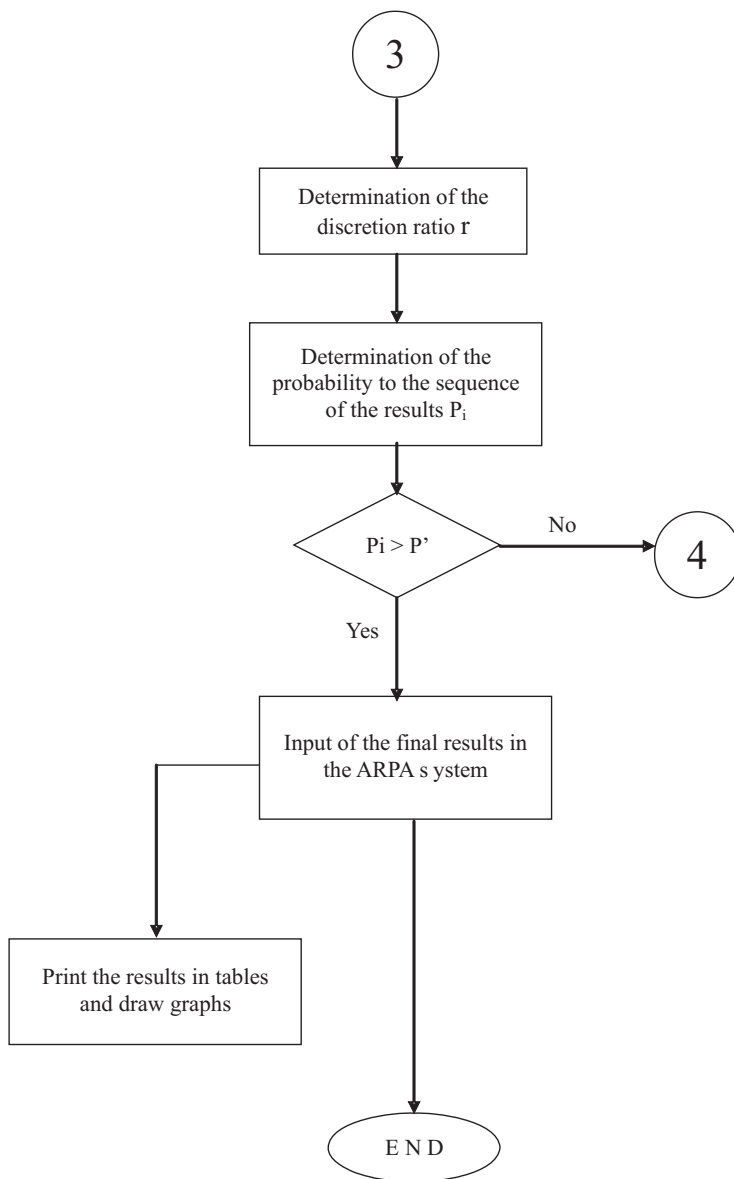 3
Determination of the
discretion ratio r
Determination of the
probability to the sequence
of the results Pᵢ
Pi > P’
No
4
Yes
Input of the final results in
the ARPA s ystem
Print the results in tables
and draw graphs
E N D